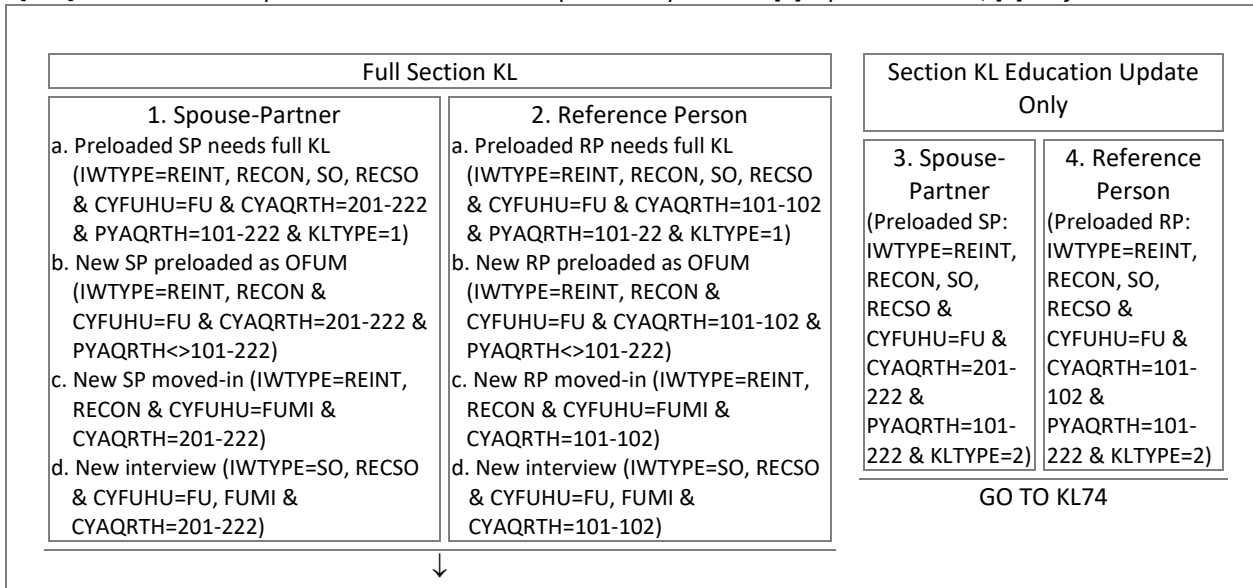 Full Section KL
1. Spouse-Partner
a. Preloaded SP needs full KL
(IWTYPE=REINT, RECON, SO, RECSO
& CYFUHU=FU & CYAQRTH=201-222
& PYAQRTH=101-222 & KLTYPE=1)
b. New SP preloaded as OFUM
(IWTYPE=REINT, RECON &
CYFUHU=FU & CYAQRTH=201-222 &
PYAQRTH<>101-222)
c. New SP moved-in (IWTYPE=REINT,
RECON & CYFUHU=FUMI &
CYAQRTH=201-222)
d. New interview (IWTYPE=SO, RECSO
& CYFUHU=FU, FUMI &
CYAQRTH=201-222)
2. Reference Person
a. Preloaded RP needs full KL
(IWTYPE=REINT, RECON, SO, RECSO
& CYFUHU=FU & CYAQRTH=101-102
& PYAQRTH=101-22 & KLTYPE=1)
b. New RP preloaded as OFUM
(IWTYPE=REINT, RECON &
CYFUHU=FU & CYAQRTH=101-102 &
PYAQRTH<>101-222)
c. New RP moved-in (IWTYPE=REINT,
RECON & CYFUHU=FUMI &
CYAQRTH=101-102)
d. New interview (IWTYPE=SO, RECSO
& CYFUHU=FU, FUMI &
CYAQRTH=101-102)
↓
Section KL Education Update
Only
3. Spouse-
Partner
(Preloaded SP:
IWTYPE=REINT,
RECON, SO,
RECSO &
CYFUHU=FU &
CYAQRTH=201-
222 &
PYAQRTH=101-
222 & KLTYPE=2)
4. Reference
Person
(Preloaded RP:
IWTYPE=REINT,
RECON, SO,
RECSO &
CYFUHU=FU &
CYAQRTH=101-
102 &
PYAQRTH=101-
222 & KLTYPE=2)
GO TO KL74